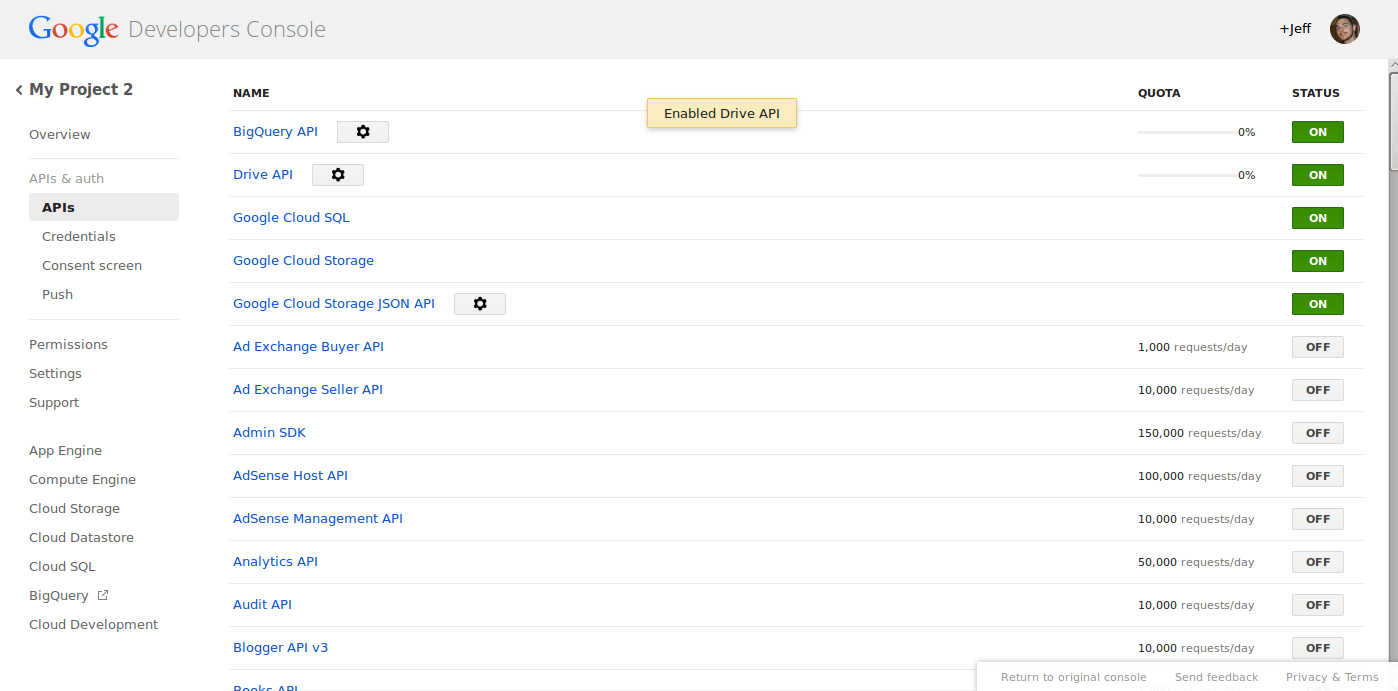 Google Developers Console
+Jeff
My Project 2
Overview
APIs & auth
APIs
Credentials
Consent screen
Push
Permissions
Settings
Support
App Engine
Compute Engine
Cloud Storage
Cloud Datastore
Cloud SQL
BigQuery
Cloud Development
NAME QUOTA STATUS
Enabled Drive API
BigQuery API 0% ON
Drive API 0% ON
Google Cloud SQL ON
Google Cloud Storage ON
Google Cloud Storage JSON API ON
Ad Exchange Buyer API 1,000 requests/day OFF
Ad Exchange Seller API 10,000 requests/day OFF
Admin SDK 150,000 requests/day OFF
AdSense Host API 100,000 requests/day OFF
AdSense Management API 10,000 requests/day OFF
Analytics API 50,000 requests/day OFF
Audit API 10,000 requests/day OFF
Blogger API v3 10,000 requests/day OFF
Books API
Return to original console Send feedback Privacy & Terms